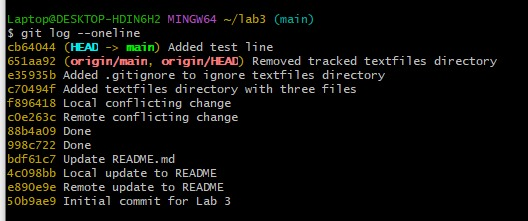 Laptop@DESKTOP-HDIN6H2 MINGW64 ~/lab3 (main)
$ git log --oneline
cb64044 (HEAD -> main) Added test line
651aa92 (origin/main, origin/HEAD) Removed tracked textfiles directory
e35935b Added .gitignore to ignore textfiles directory
c70494f Added textfiles directory with three files
f896418 Local conflicting change
c0e263c Remote conflicting change
88b4a09 Done
998c722 Done
bdf61c7 Update README.md
4c098bb Local update to README
e890e9e Remote update to README
50b9ae9 Initial commit for Lab 3